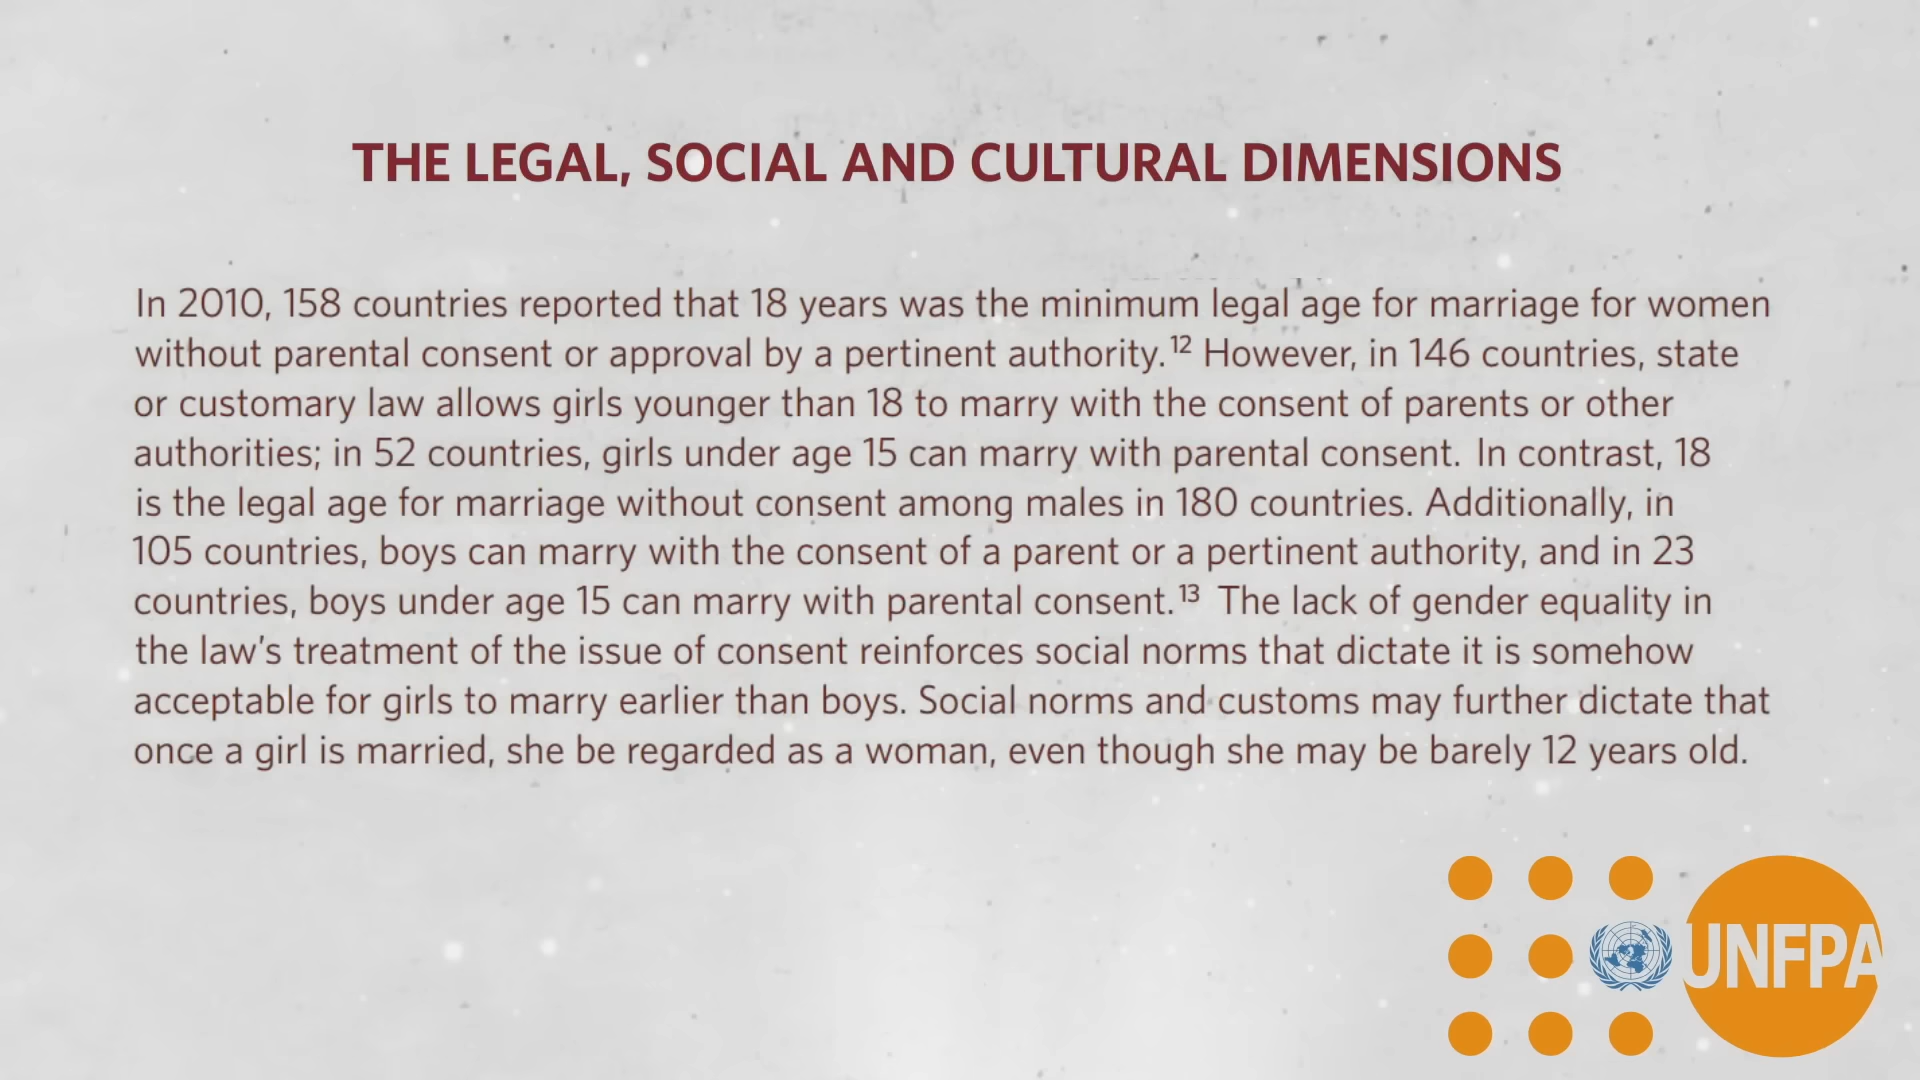 THE LEGAL, SOCIAL AND CULTURAL DIMENSIONS
In 2010, 158 countries reported that 18 years was the minimum legal age for marriage for women
without parental consent or approval by a pertinent authority.¹² However, in 146 countries, state
or customary law allows girls younger than 18 to marry with the consent of parents or other
authorities; in 52 countries, girls under age 15 can marry with parental consent. In contrast, 18
is the legal age for marriage without consent among males in 180 countries. Additionally, in
105 countries, boys can marry with the consent of a parent or a pertinent authority, and in 23
countries, boys under age 15 can marry with parental consent.¹³ The lack of gender equality in
the law’s treatment of the issue of consent reinforces social norms that dictate it is somehow
acceptable for girls to marry earlier than boys. Social norms and customs may further dictate that
once a girl is married, she be regarded as a woman, even though she may be barely 12 years old.
UNFPA